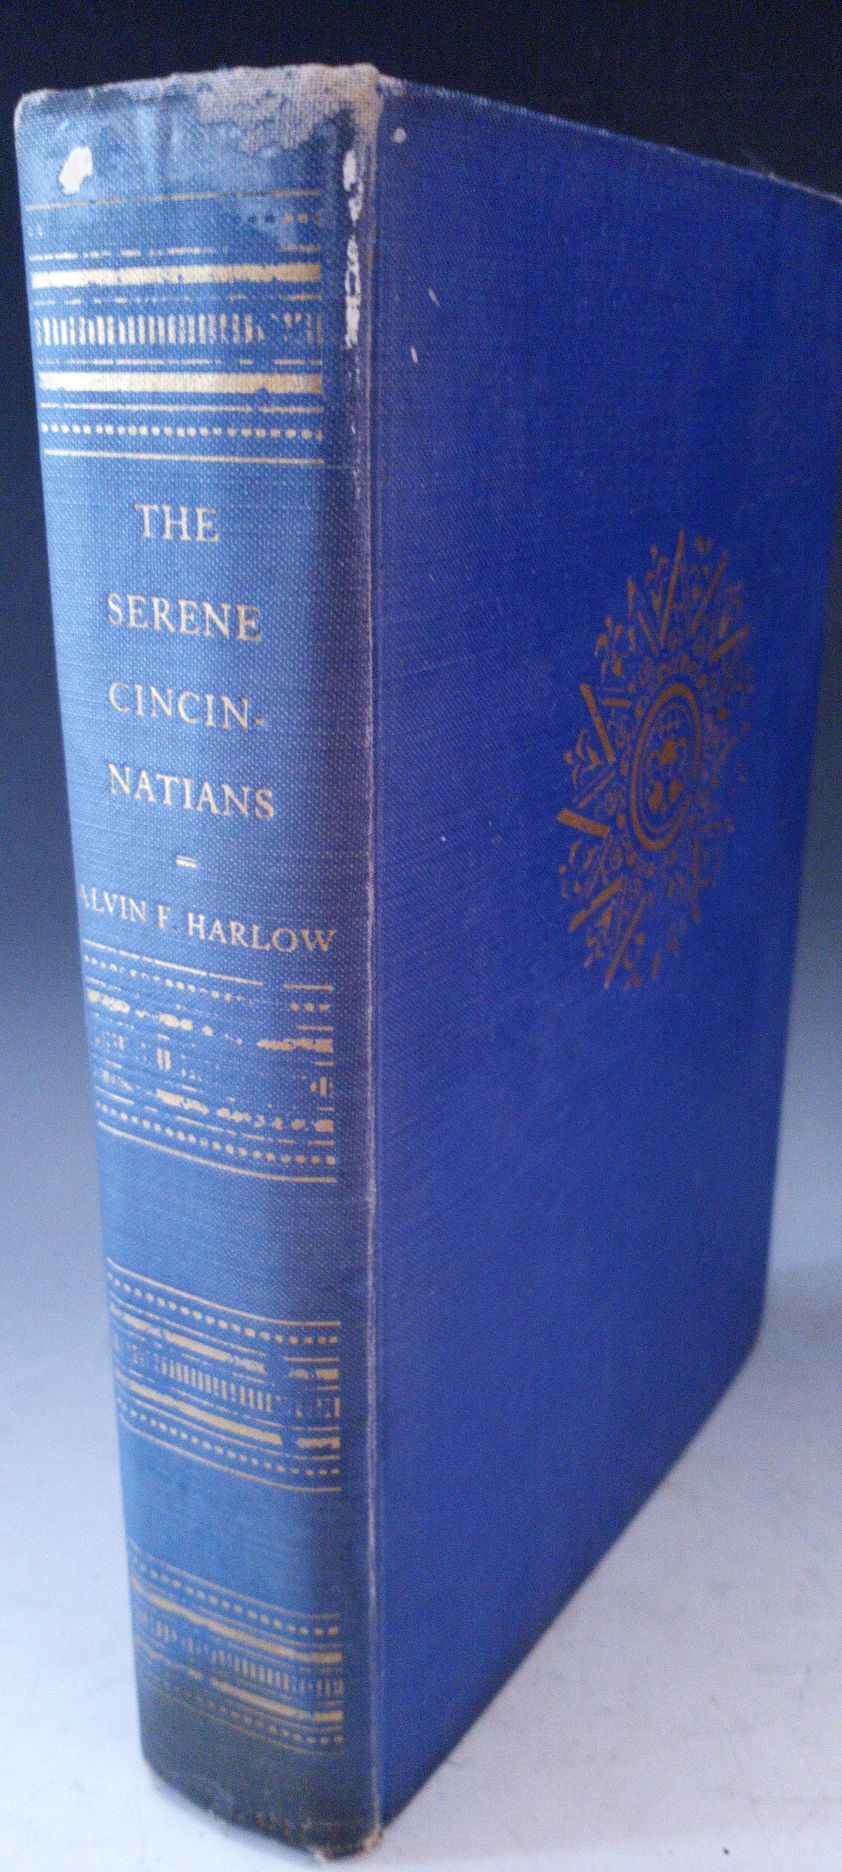 THE
SERENE
CINCIN-
NATIANS
ALVIN F. HARLOW